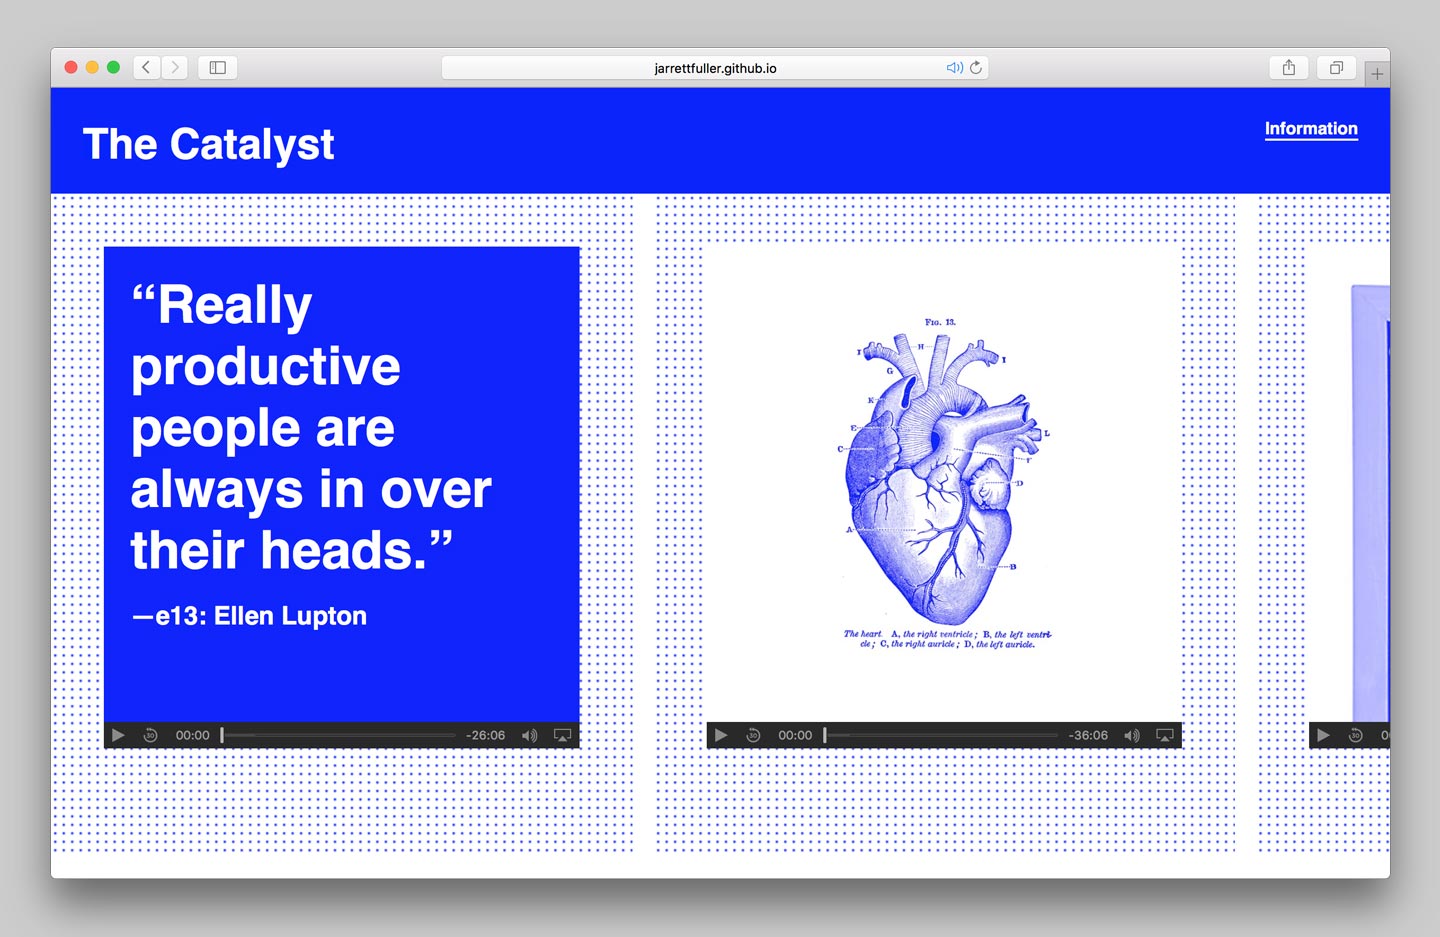 jarrettfuller.github.io
The Catalyst
Information
“Really
productive
people are
always in over
their heads.”
—e13: Ellen Lupton
30
00:00
-26:06
Fig. 13.
I
H
I
G
K
E
C
L
F
D
A
B
The heart. A, the right ventricle; B, the left ventri-
cle; C, the right auricle; D, the left auricle.
30
00:00
-36:06
30